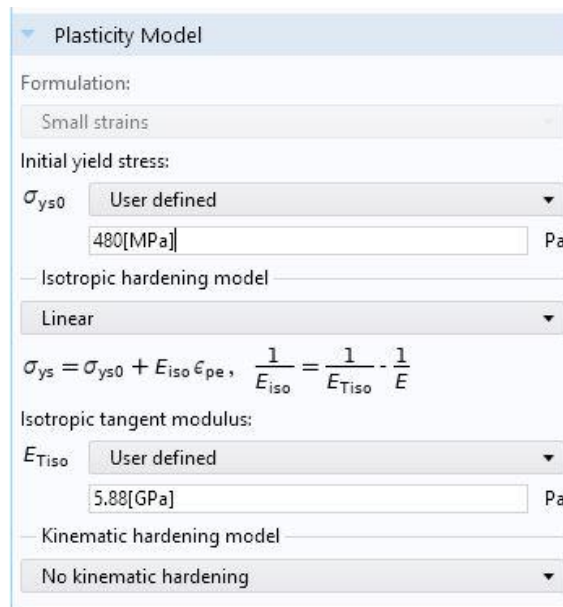 Plasticity Model
Formulation:
Small strains
Initial yield stress:
σys0 User defined
480[MPa] Pa
Isotropic hardening model
Linear
σys = σys0 + Eiso ϵpe, 1/Eiso = 1/ETiso - 1/E
Isotropic tangent modulus:
ETiso User defined
5.88[GPa] Pa
Kinematic hardening model
No kinematic hardening